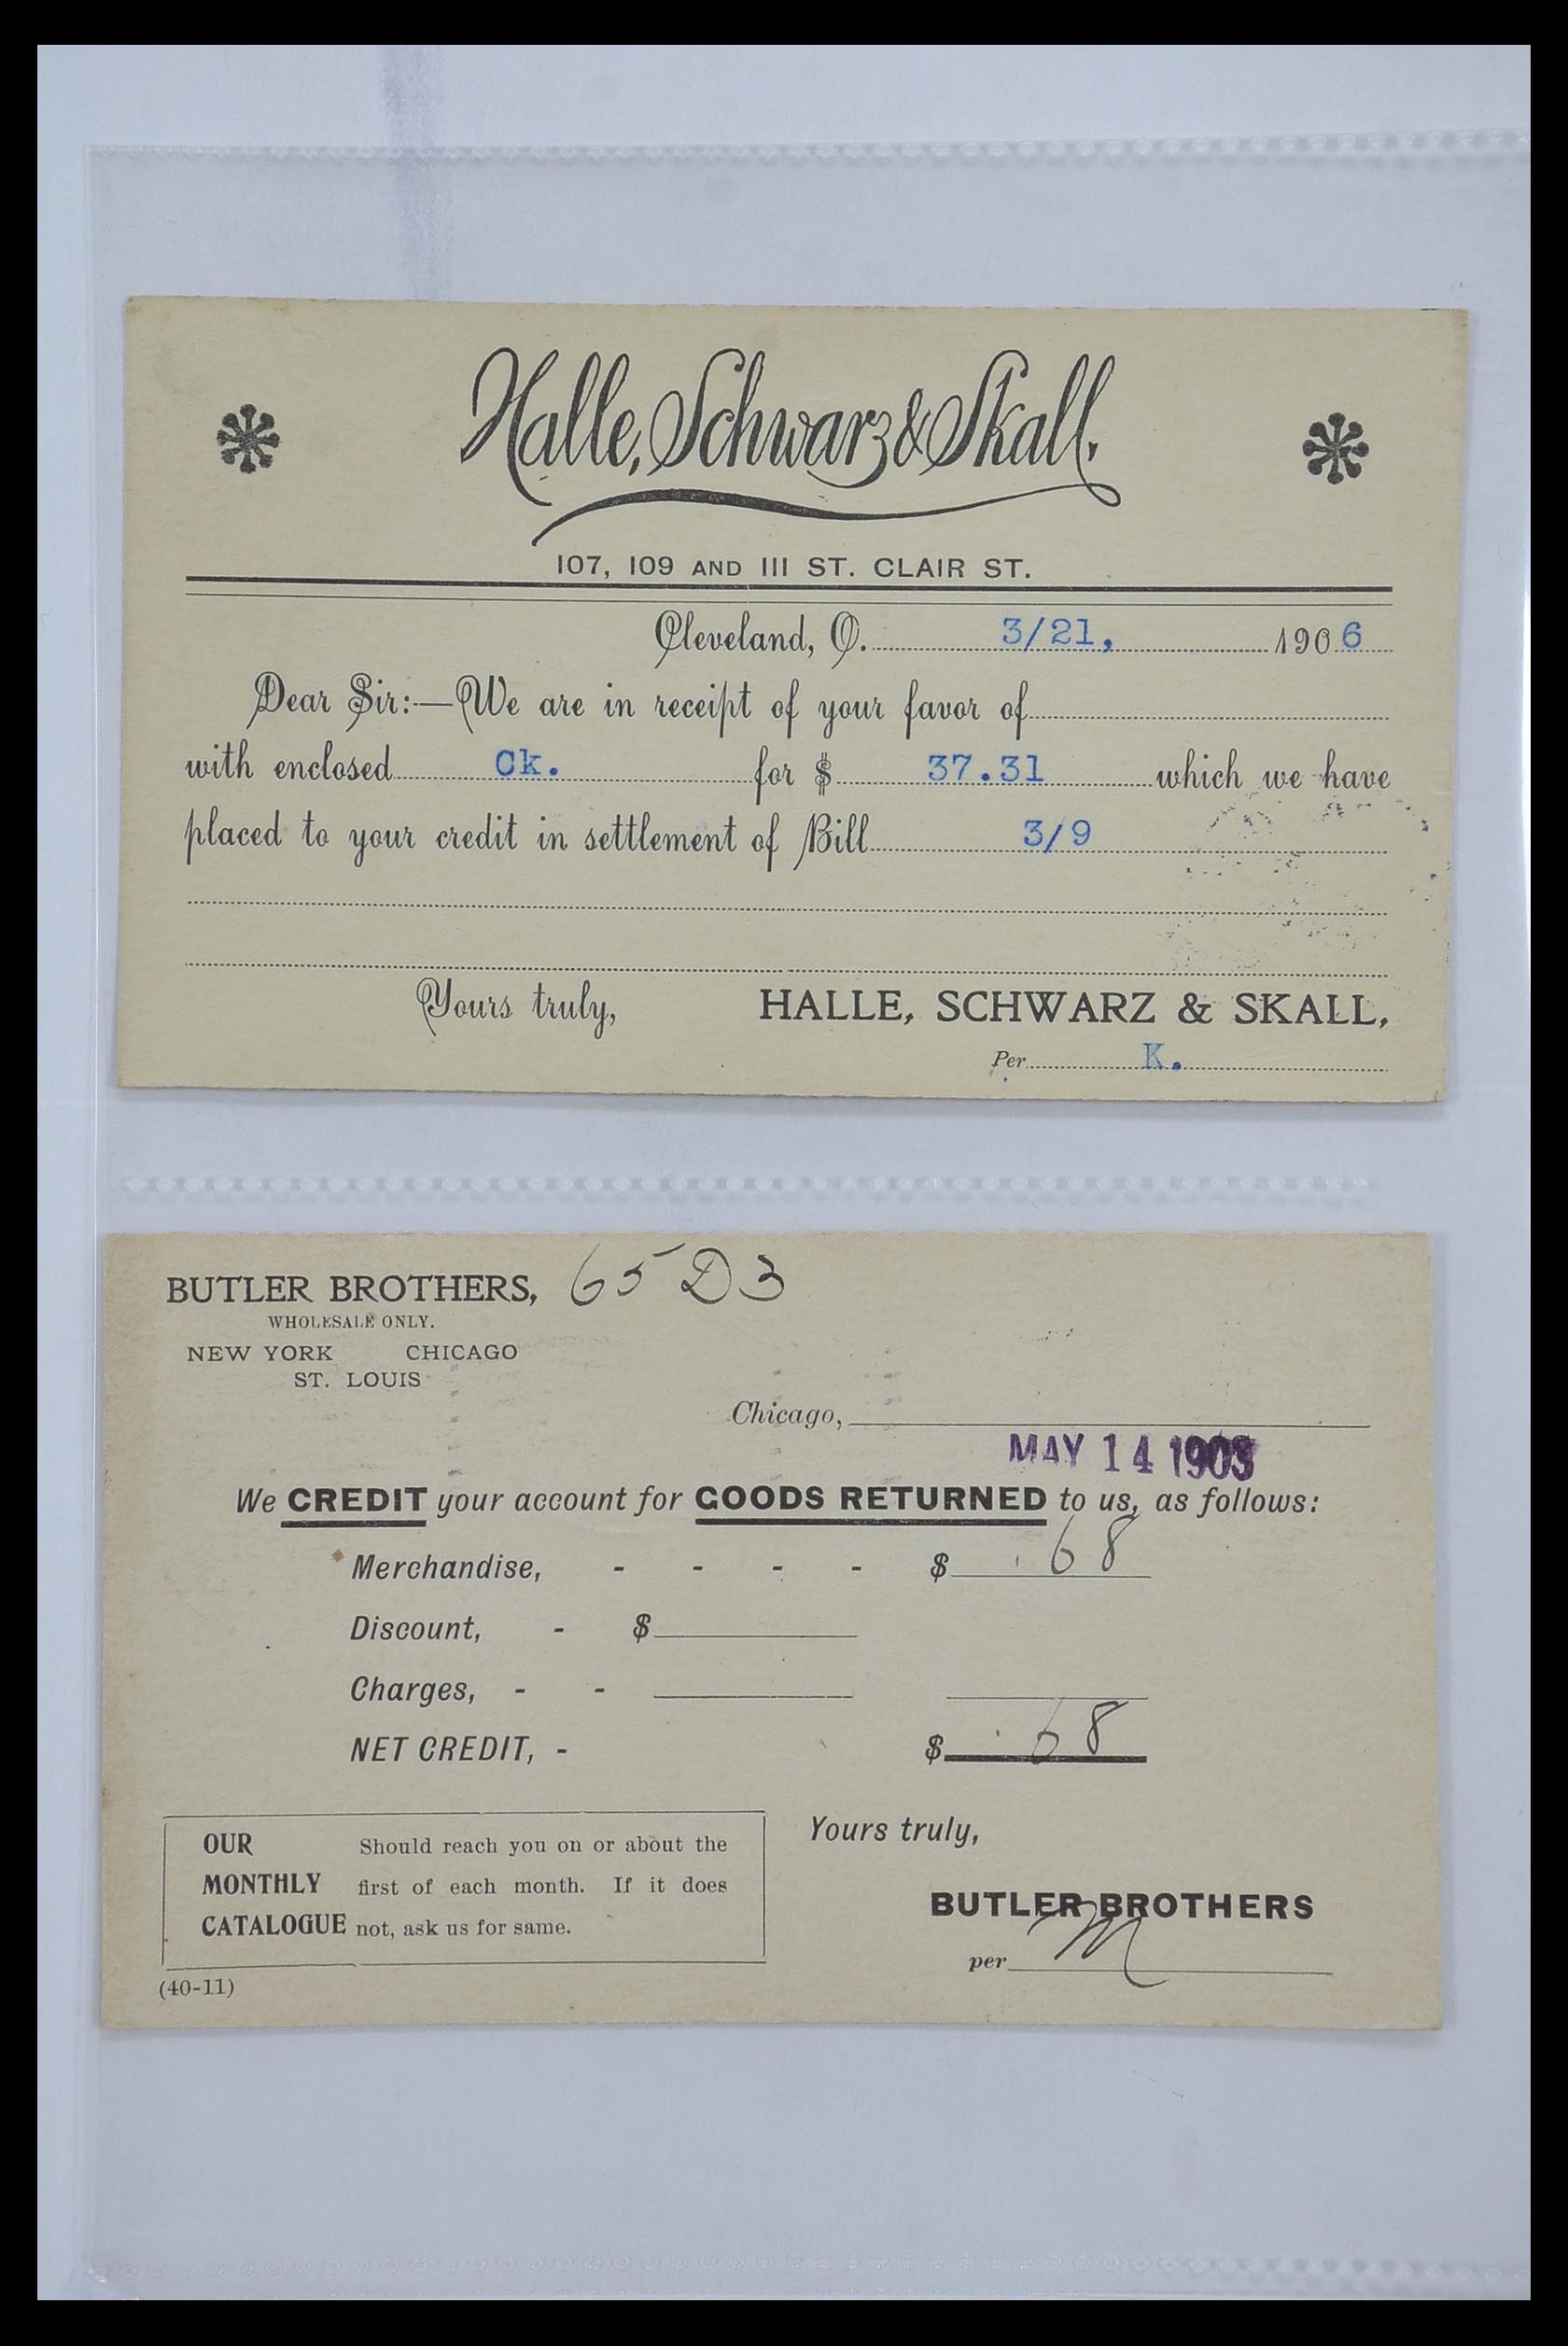 Halle, Schwarz & Skall.
107, 109 AND 111 ST. CLAIR ST.
Cleveland, O. 3/21, 1906
Dear Sir:—We are in receipt of your favor of
with enclosed Ck. for $ 37.31 which we have
placed to your credit in settlement of Bill 3/9
Yours truly, HALLE, SCHWARZ & SKALL,
Per K.
BUTLER BROTHERS, 65 D3
WHOLESALE ONLY.
NEW YORK CHICAGO
ST. LOUIS
Chicago,
MAY 14 1903
We CREDIT your account for GOODS RETURNED to us, as follows:
Merchandise, - - - - $ .68
Discount, - $
Charges, - -
NET CREDIT, - $ .68
Yours truly,
OUR Should reach you on or about the
MONTHLY first of each month. If it does
CATALOGUE not, ask us for same.
BUTLER BROTHERS
per M
(40-11)